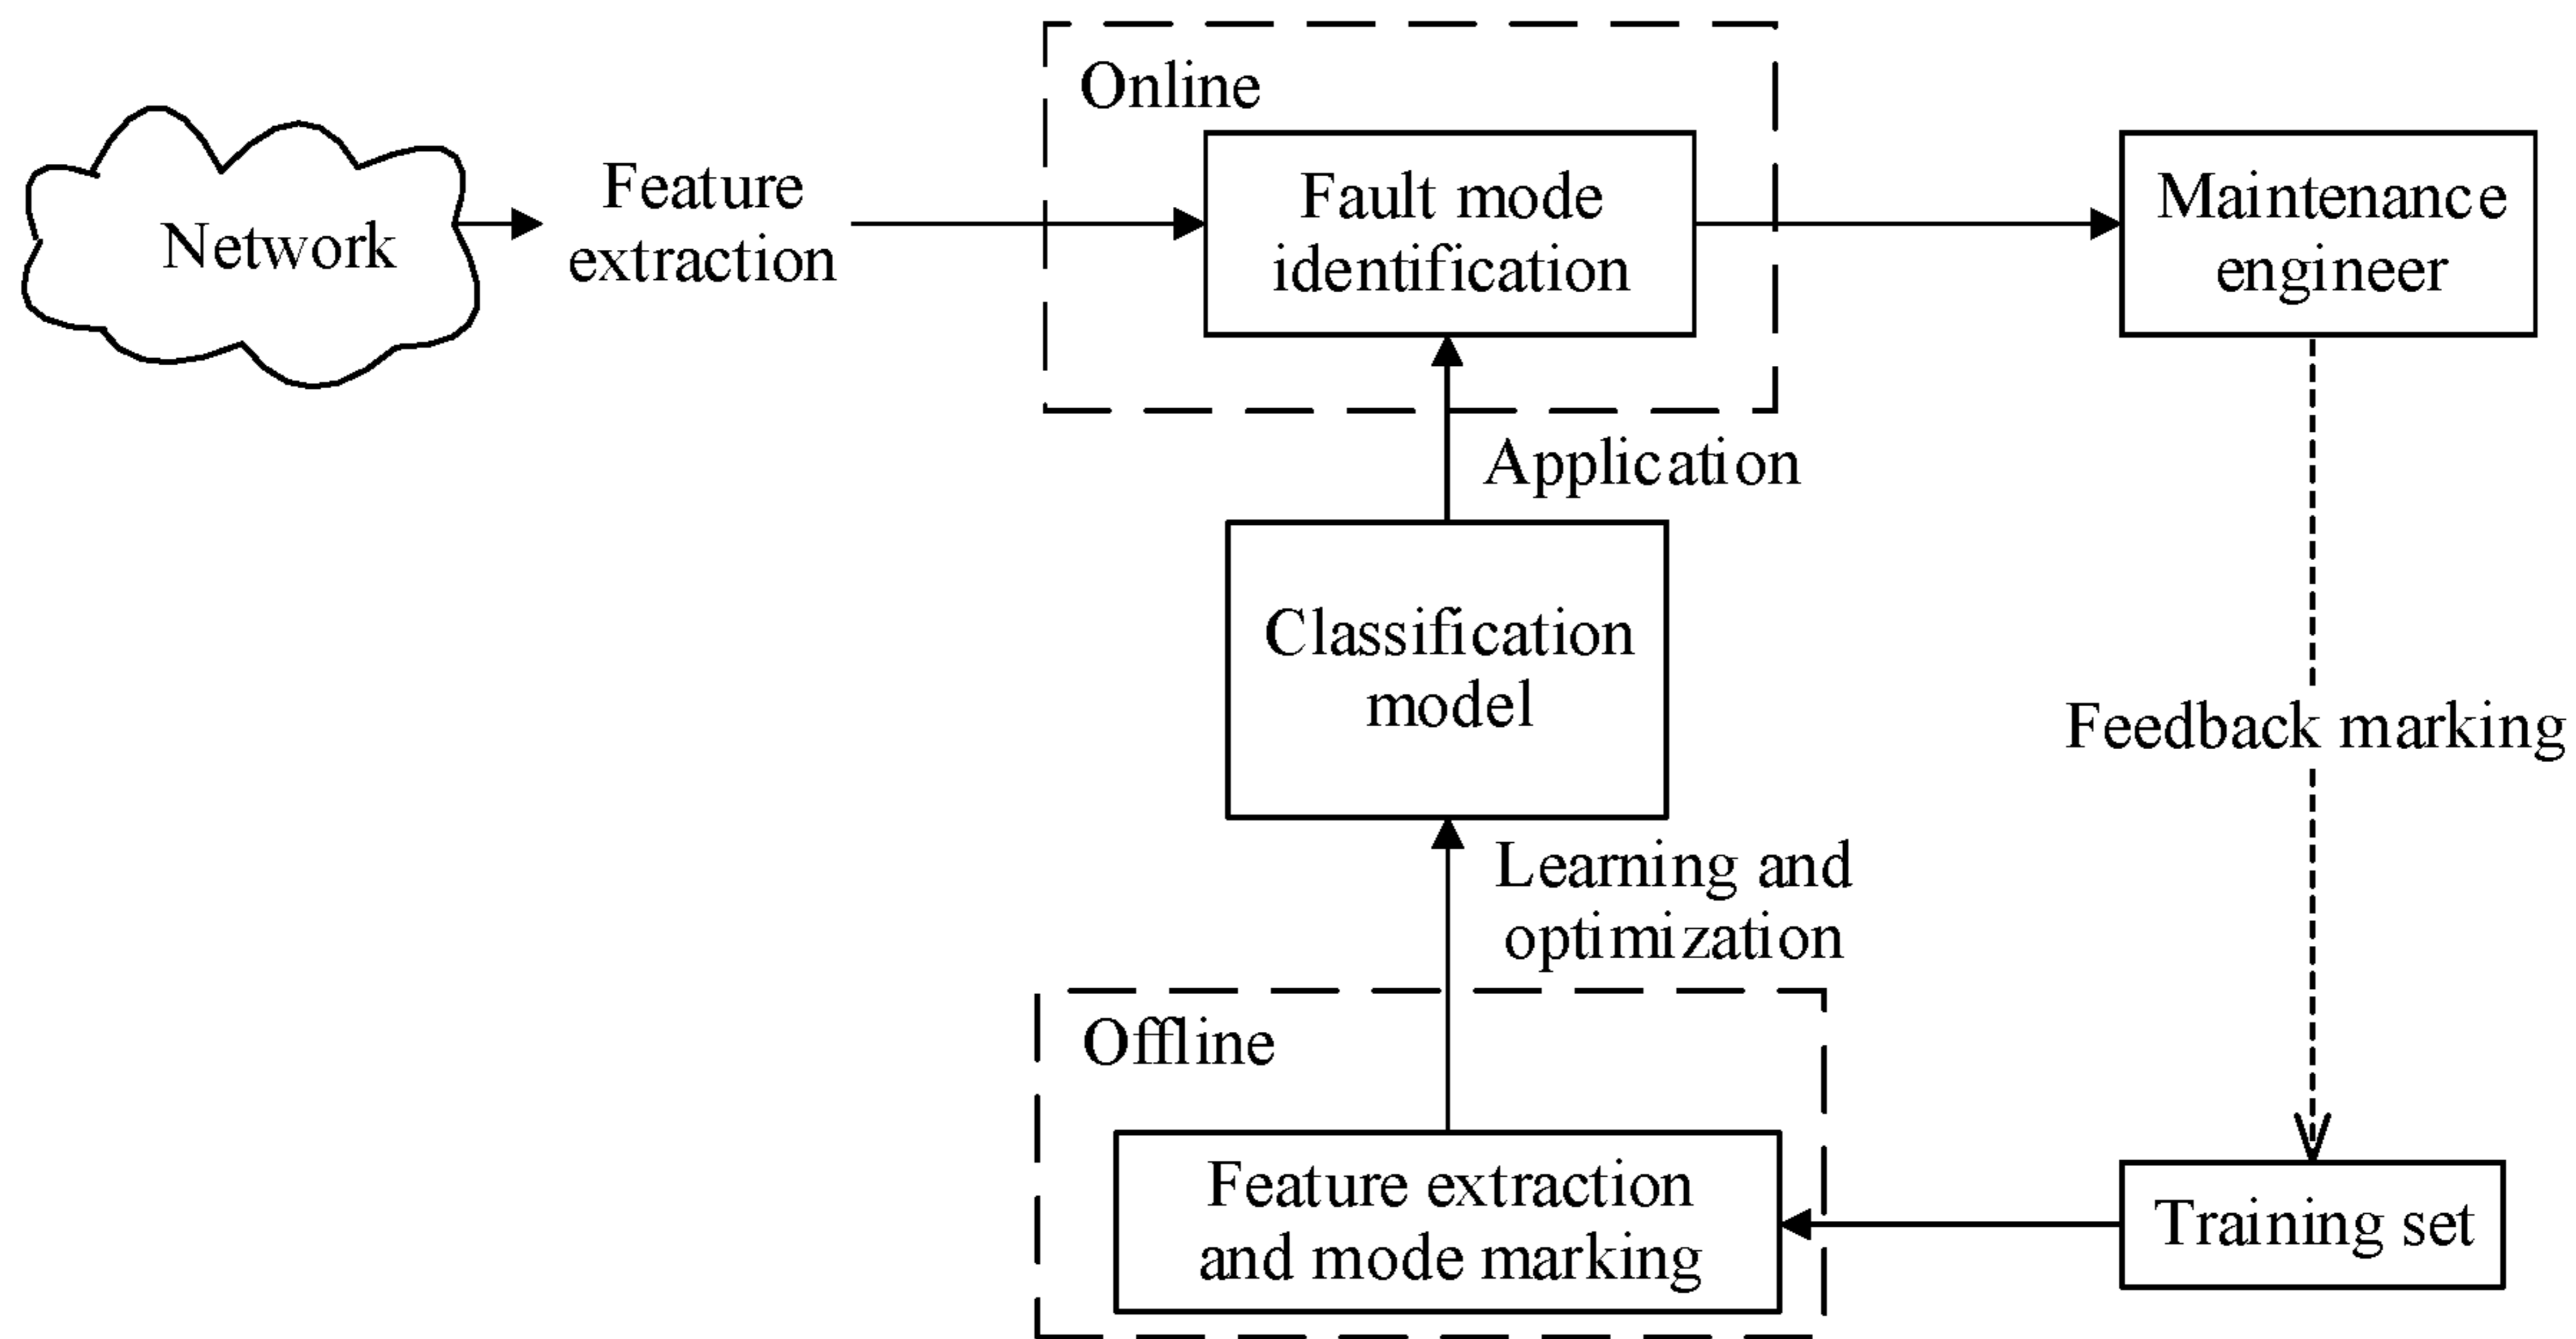 Online
Network
Feature
extraction
Fault mode
identification
Maintenance
engineer
Application
Classification
model
Feedback marking
Learning and
optimization
Offline
Feature extraction
and mode marking
Training set